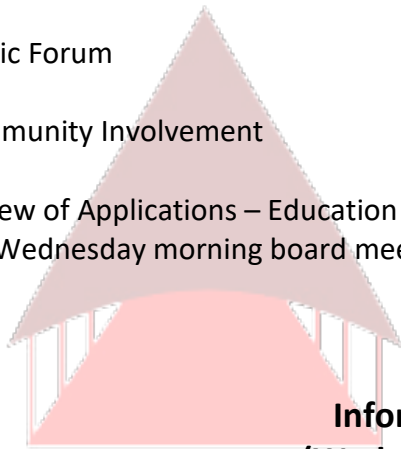 ic Forum
munity Involvement
ew of Applications – Education
Wednesday morning board mee
Infor